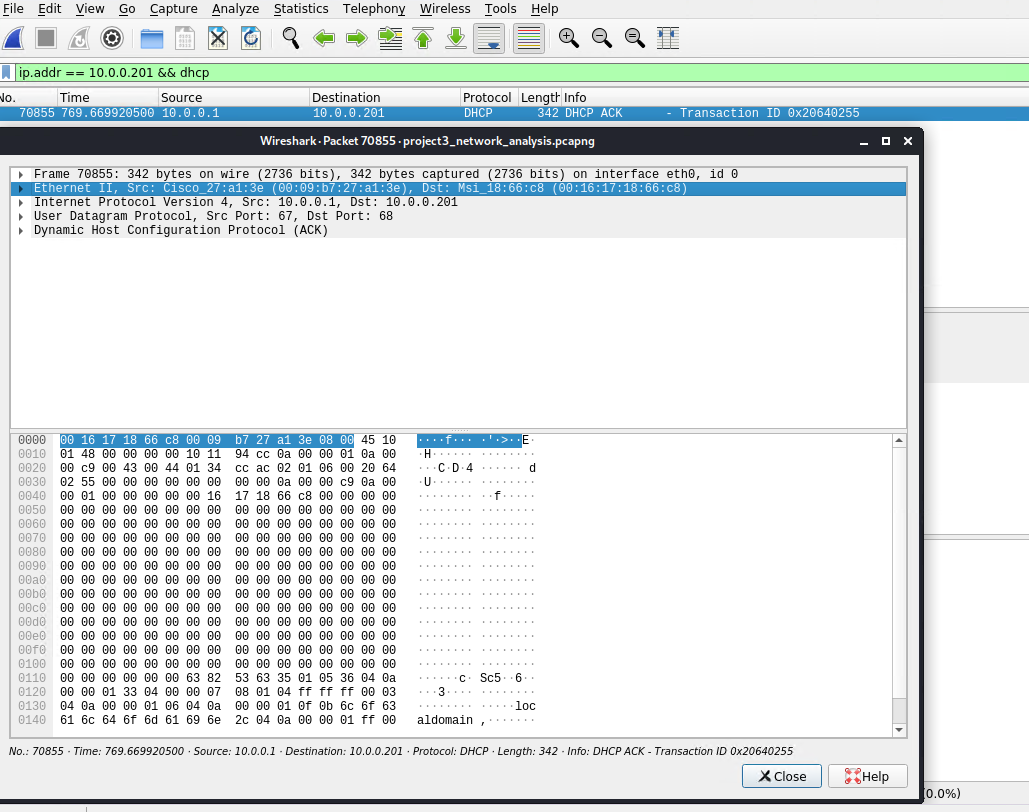 File Edit View Go Capture Analyze Statistics Telephony Wireless Tools Help
ip.addr == 10.0.0.201 && dhcp
No. Time Source Destination Protocol Length Info
70855 769.669920500 10.0.0.1 10.0.0.201 DHCP 342 DHCP ACK - Transaction ID 0x20640255
Wireshark · Packet 70855 · project3_network_analysis.pcapng
Frame 70855: 342 bytes on wire (2736 bits), 342 bytes captured (2736 bits) on interface eth0, id 0
Ethernet II, Src: Cisco_27:a1:3e (00:09:b7:27:a1:3e), Dst: Msi_18:66:c8 (00:16:17:18:66:c8)
Internet Protocol Version 4, Src: 10.0.0.1, Dst: 10.0.0.201
User Datagram Protocol, Src Port: 67, Dst Port: 68
Dynamic Host Configuration Protocol (ACK)
0000 00 16 17 18 66 c8 00 09 b7 27 a1 3e 08 00 45 10 ····f··· ·'·>··E·
0010 01 48 00 00 00 00 10 11 94 cc 0a 00 00 01 0a 00 ·H······ ········
0020 00 c9 00 43 00 44 01 34 cc ac 02 01 06 00 20 64 ···C·D·4 ······ d
0030 02 55 00 00 00 00 00 00 00 00 0a 00 00 c9 0a 00 ·U······ ········
0040 00 01 00 00 00 00 00 16 17 18 66 c8 00 00 00 00 ········ ··f·····
0050 00 00 00 00 00 00 00 00 00 00 00 00 00 00 00 00 ········ ········
0060 00 00 00 00 00 00 00 00 00 00 00 00 00 00 00 00 ········ ········
0070 00 00 00 00 00 00 00 00 00 00 00 00 00 00 00 00 ········ ········
0080 00 00 00 00 00 00 00 00 00 00 00 00 00 00 00 00 ········ ········
0090 00 00 00 00 00 00 00 00 00 00 00 00 00 00 00 00 ········ ········
00a0 00 00 00 00 00 00 00 00 00 00 00 00 00 00 00 00 ········ ········
00b0 00 00 00 00 00 00 00 00 00 00 00 00 00 00 00 00 ········ ········
00c0 00 00 00 00 00 00 00 00 00 00 00 00 00 00 00 00 ········ ········
00d0 00 00 00 00 00 00 00 00 00 00 00 00 00 00 00 00 ········ ········
00e0 00 00 00 00 00 00 00 00 00 00 00 00 00 00 00 00 ········ ········
00f0 00 00 00 00 00 00 00 00 00 00 00 00 00 00 00 00 ········ ········
0100 00 00 00 00 00 00 00 00 00 00 00 00 00 00 00 00 ········ ········
0110 00 00 00 00 00 00 63 82 53 63 35 01 05 36 04 0a ······c· Sc5··6··
0120 00 00 01 33 04 00 00 07 08 01 04 ff ff ff 00 03 ···3···· ········
0130 04 0a 00 00 01 06 04 0a 00 00 01 0f 0b 6c 6f 63 ········ ·····loc
0140 61 6c 64 6f 6d 61 69 6e 2c 04 0a 00 00 01 ff 00 aldomain ,·······
No.: 70855 · Time: 769.669920500 · Source: 10.0.0.1 · Destination: 10.0.0.201 · Protocol: DHCP · Length: 342 · Info: DHCP ACK - Transaction ID 0x20640255
Close Help
(0.0%)